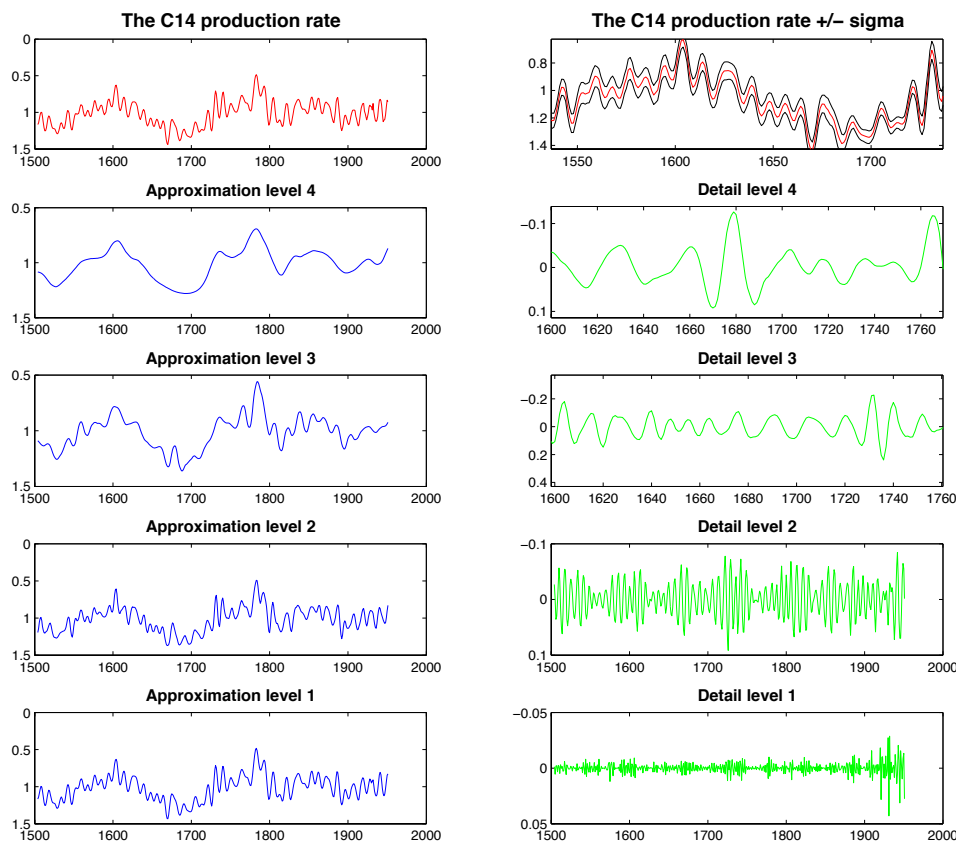 The C14 production rate
0
0.5
1
1.5
1500 1600 1700 1800 1900 2000
The C14 production rate +/− sigma
0.8
1.0
1.2
1.4
1550 1600 1650 1700
Approximation level 4
0.5
1
1.5
1500 1600 1700 1800 1900 2000
Detail level 4
−0.1
0
0.1
1600 1620 1640 1660 1680 1700 1720 1740 1760
Approximation level 3
0.5
1
1.5
1500 1600 1700 1800 1900 2000
Detail level 3
−0.2
0
0.2
0.4
1600 1620 1640 1660 1680 1700 1720 1740 1760
Approximation level 2
0
0.5
1
1.5
1500 1600 1700 1800 1900 2000
Detail level 2
−0.1
0
0.1
1500 1600 1700 1800 1900 2000
Approximation level 1
0
0.5
1
1.5
1500 1600 1700 1800 1900 2000
Detail level 1
−0.05
0
0.05
1500 1600 1700 1800 1900 2000